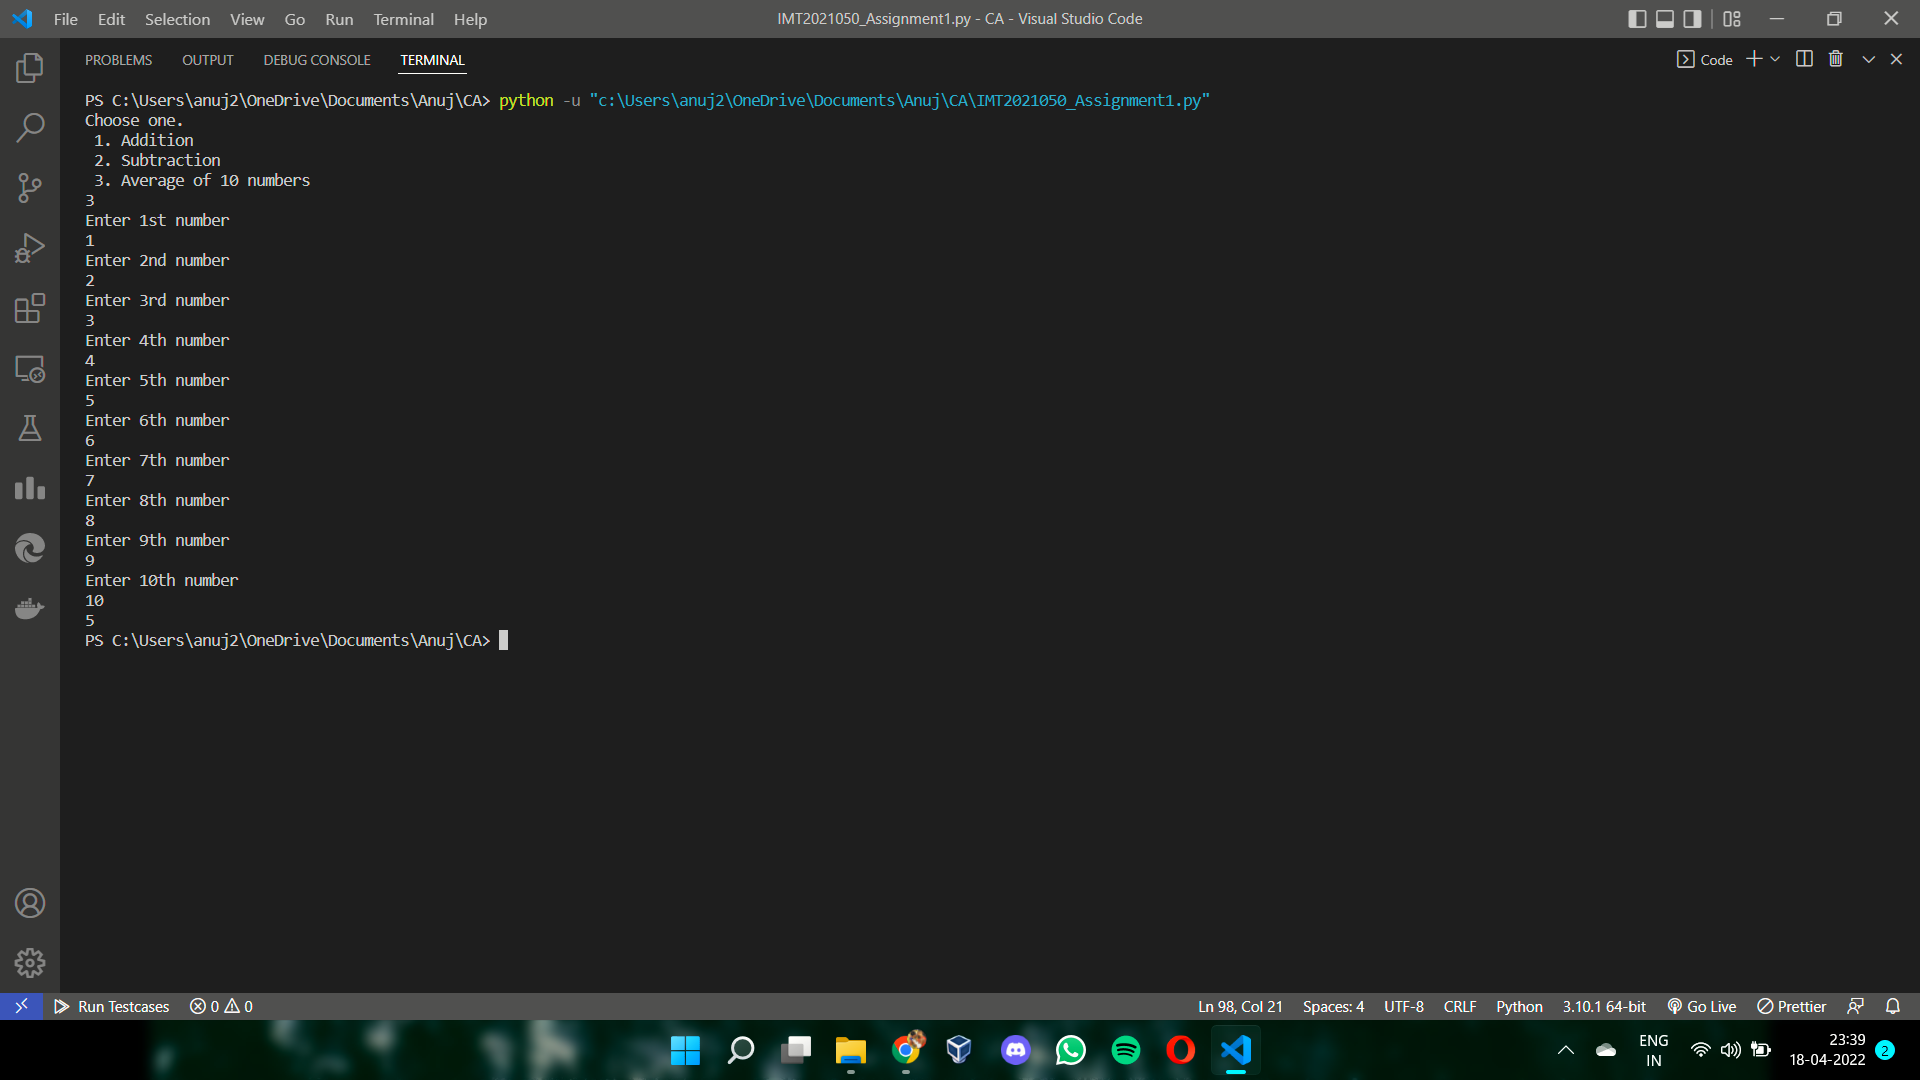 File Edit Selection View Go Run Terminal Help IMT2021050_Assignment1.py - CA - Visual Studio Code
PROBLEMS OUTPUT DEBUG CONSOLE TERMINAL Code
PS C:\Users\anuj2\OneDrive\Documents\Anuj\CA> python -u "c:\Users\anuj2\OneDrive\Documents\Anuj\CA\IMT2021050_Assignment1.py"
Choose one.
1. Addition
2. Subtraction
3. Average of 10 numbers
3
Enter 1st number
1
Enter 2nd number
2
Enter 3rd number
3
Enter 4th number
4
Enter 5th number
5
Enter 6th number
6
Enter 7th number
7
Enter 8th number
8
Enter 9th number
9
Enter 10th number
10
5
PS C:\Users\anuj2\OneDrive\Documents\Anuj\CA>
Run Testcases 0 0 Ln 98, Col 21 Spaces: 4 UTF-8 CRLF Python 3.10.1 64-bit Go Live Prettier
ENG 23:39
IN 18-04-2022 2